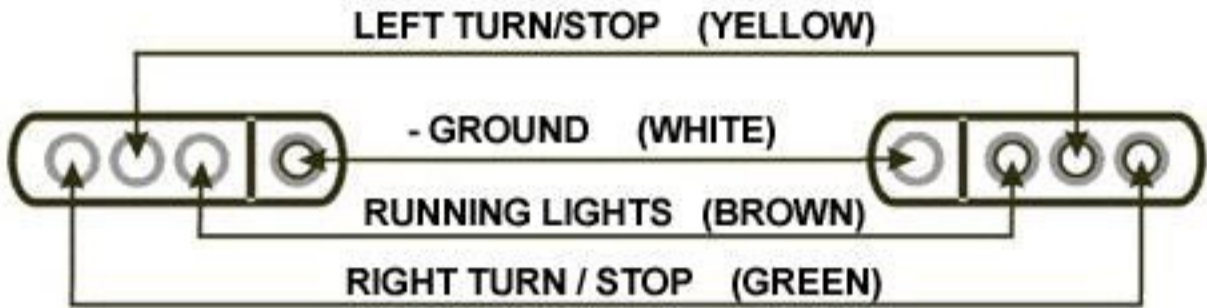 LEFT TURN/STOP (YELLOW)
- GROUND (WHITE)
RUNNING LIGHTS (BROWN)
RIGHT TURN / STOP (GREEN)